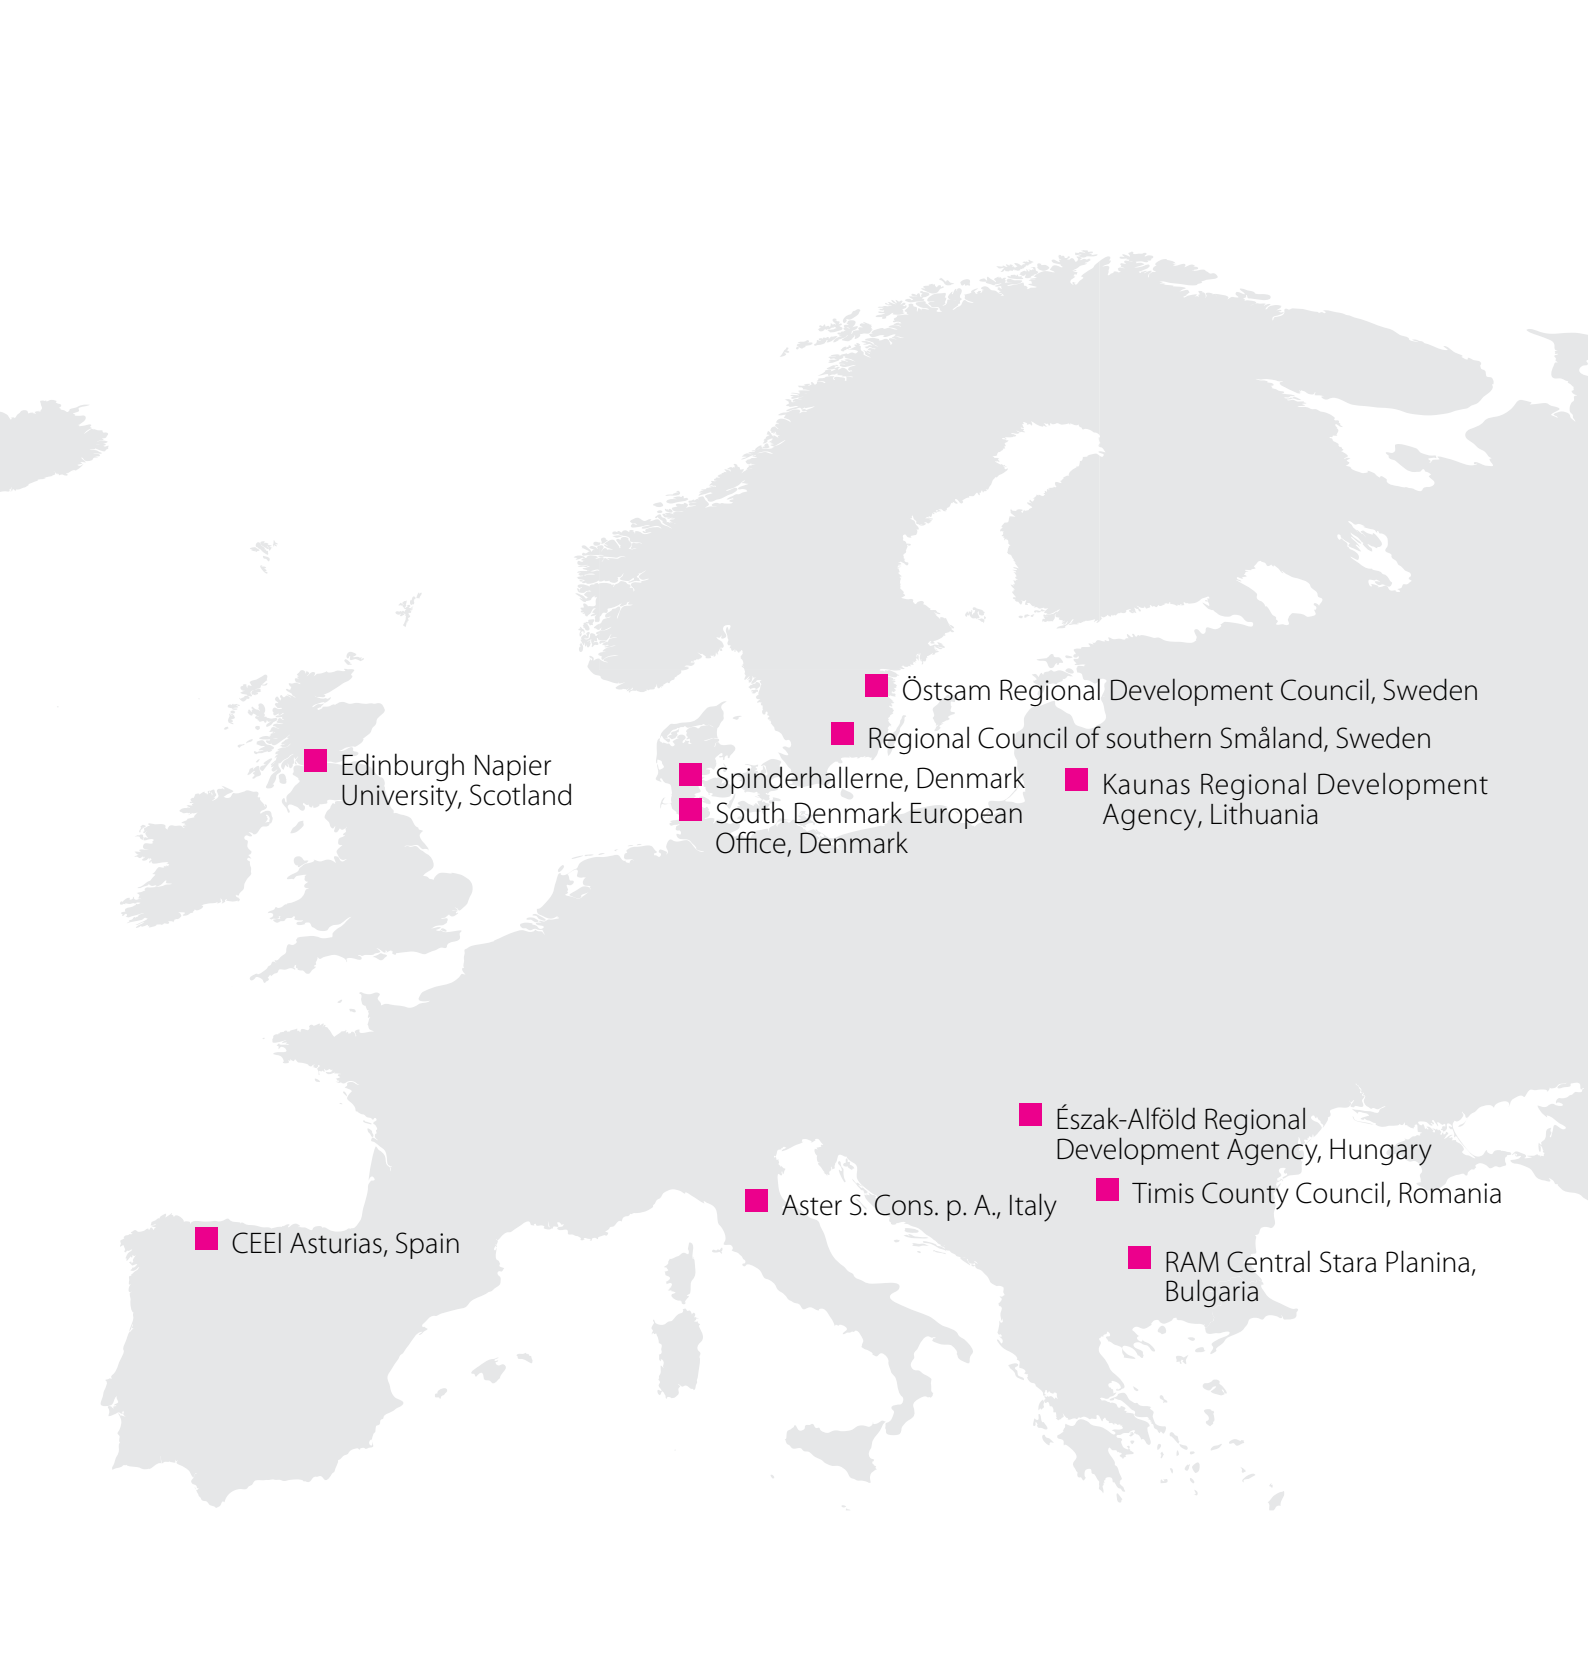 Östsam Regional Development Council, Sweden
Regional Council of southern Småland, Sweden
Edinburgh Napier
University, Scotland
Spinderhallerne, Denmark
South Denmark European
Office, Denmark
Kaunas Regional Development
Agency, Lithuania
Észak-Alföld Regional
Development Agency, Hungary
Timis County Council, Romania
Aster S. Cons. p. A., Italy
CEEI Asturias, Spain
RAM Central Stara Planina,
Bulgaria